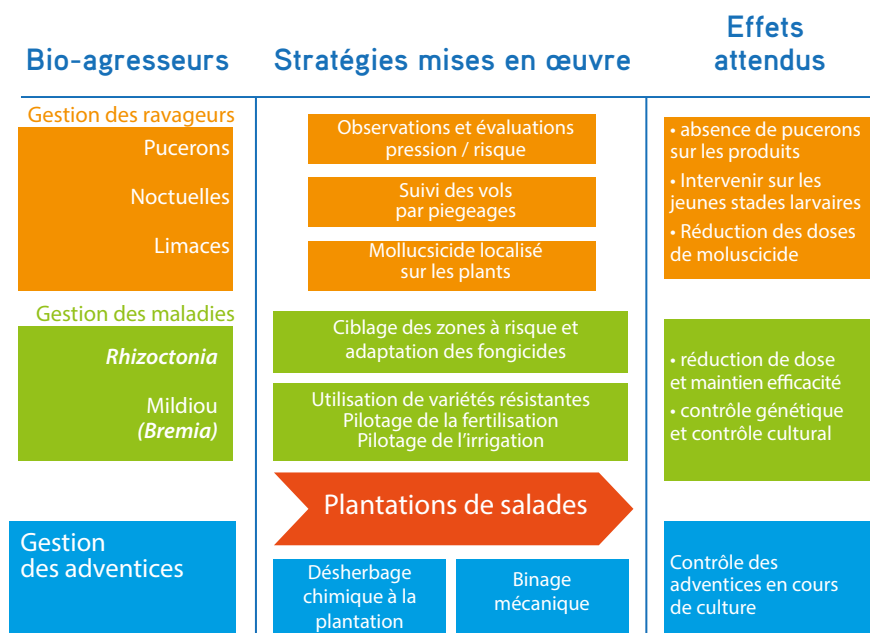 Bio-agresseurs
Stratégies mises en œuvre
Effets
attendus
Gestion des ravageurs
Pucerons
Noctuelles
Limaces
Observations et évaluations
pression / risque
Suivi des vols
par piegeages
Mollucsicide localisé
sur les plants
• absence de pucerons
sur les produits
• Intervenir sur les
jeunes stades larvaires
• Réduction des doses
de moluscicide
Gestion des maladies
Rhizoctonia
Mildiou
(Bremia)
Ciblage des zones à risque et
adaptation des fongicides
Utilisation de variétés résistantes
Pilotage de la fertilisation
Pilotage de l'irrigation
• réduction de dose
et maintien efficacité
• contrôle génétique
et contrôle cultural
Plantations de salades
Gestion
des adventices
Désherbage
chimique à la
plantation
Binage
mécanique
Contrôle des
adventices en cours
de culture